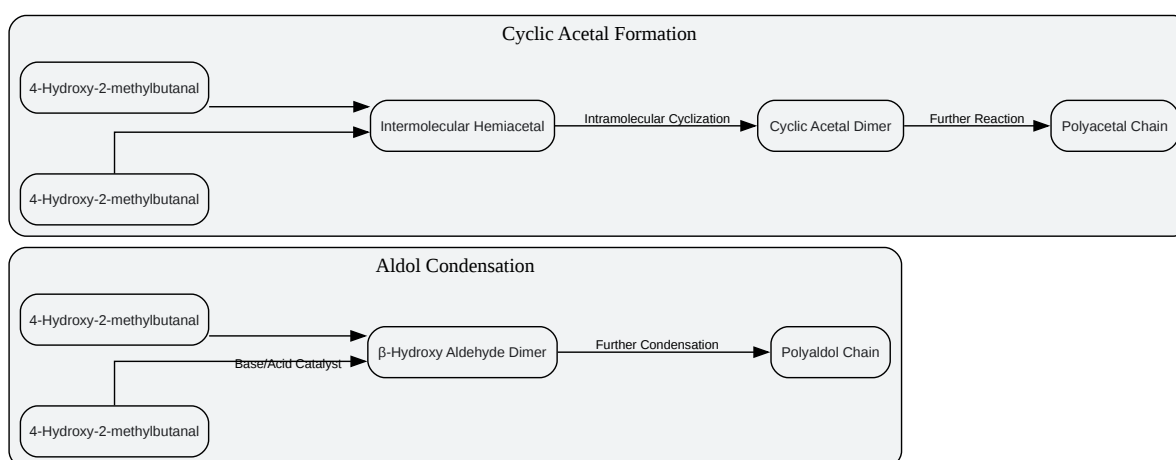 Cyclic Acetal Formation
4-Hydroxy-2-methylbutanal
Intermolecular Hemiacetal
Intramolecular Cyclization
Cyclic Acetal Dimer
Further Reaction
Polyacetal Chain
4-Hydroxy-2-methylbutanal
Aldol Condensation
4-Hydroxy-2-methylbutanal
β-Hydroxy Aldehyde Dimer
Further Condensation
Polyaldol Chain
Base/Acid Catalyst
4-Hydroxy-2-methylbutanal